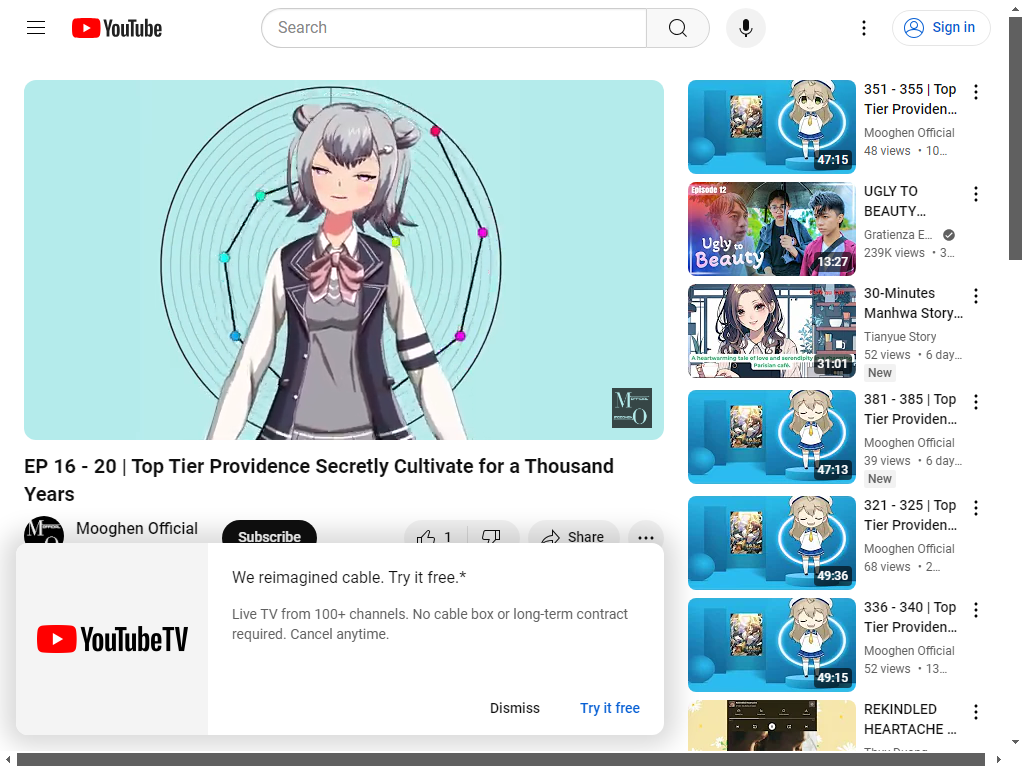 YouTube
Search
Sign in
EP 16 - 20 | Top Tier Providence Secretly Cultivate for a Thousand
Years
Mooghen Official
Subscribe
1
Share
We reimagined cable. Try it free.*
Live TV from 100+ channels. No cable box or long-term contract
required. Cancel anytime.
YouTubeTV
Dismiss
Try it free
351 - 355 | Top
Tier Providen…
Mooghen Official
48 views • 10…
47:15
Episode 12
Ugly to
Beauty
13:27
UGLY TO
BEAUTY…
Gratienza E…
239K views • 3…
A heartwarming tale of love and serendipity
Parisian café.
31:01
30-Minutes
Manhwa Story…
Tianyue Story
52 views • 6 day…
New
47:13
381 - 385 | Top
Tier Providen…
Mooghen Official
39 views • 6 day…
New
49:36
321 - 325 | Top
Tier Providen…
Mooghen Official
68 views • 2…
49:15
336 - 340 | Top
Tier Providen…
Mooghen Official
52 views • 13…
REKINDLED
HEARTACHE …